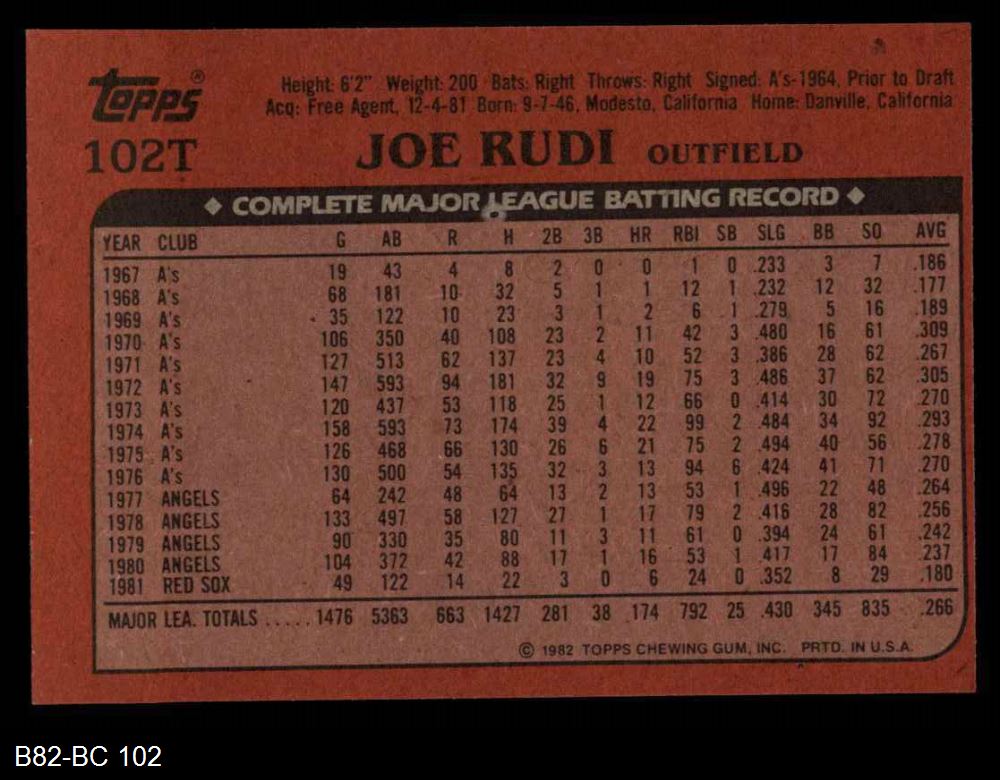 TOPPS®
Height: 6'2" Weight: 200 Bats: Right Throws: Right Signed: A's-1964, Prior to Draft
Acq: Free Agent, 12-4-81 Born: 9-7-46, Modesto, California Home: Danville, California
102T
JOE RUDI OUTFIELD
◆ COMPLETE MAJOR LEAGUE BATTING RECORD ◆
YEAR CLUB G AB R H 2B 3B HR RBI SB SLG BB SO AVG
1967 A's 19 43 4 8 2 0 0 1 0 .233 3 7 .186
1968 A's 68 181 10 32 5 1 1 12 1 .232 12 32 .177
1969 A's 35 122 10 23 3 1 2 6 1 .279 5 16 .189
1970 A's 106 350 40 108 23 2 11 42 3 .480 16 61 .309
1971 A's 127 513 62 137 23 4 10 52 3 .386 28 62 .267
1972 A's 147 593 94 181 32 9 19 75 3 .486 37 62 .305
1973 A's 120 437 53 118 25 1 12 66 0 .414 30 72 .270
1974 A's 158 593 73 174 39 4 22 99 2 .484 34 92 .293
1975 A's 126 468 66 130 26 6 21 75 2 .494 40 56 .278
1976 A's 130 500 54 135 32 3 13 94 6 .424 41 71 .270
1977 ANGELS 64 242 48 64 13 2 13 53 1 .496 22 48 .264
1978 ANGELS 133 497 58 127 27 1 17 79 2 .416 28 82 .256
1979 ANGELS 90 330 35 80 11 3 11 61 0 .394 24 61 .242
1980 ANGELS 104 372 42 88 17 1 16 53 1 .417 17 84 .237
1981 RED SOX 49 122 14 22 3 0 6 24 0 .352 8 29 .180
MAJOR LEA. TOTALS ..... 1476 5363 663 1427 281 38 174 792 25 .430 345 835 .266
© 1982 TOPPS CHEWING GUM, INC. PRTD. IN U.S.A.
B82-BC 102